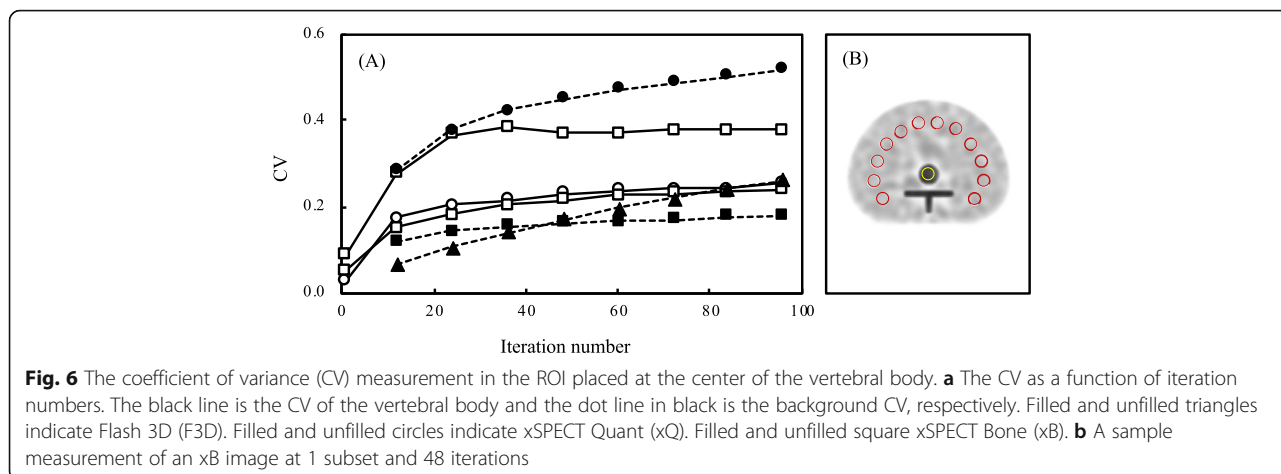 0.6
(A)
(B)
0.4
CV
0.2
0.0
0 20 40 60 80 100
Iteration number
Fig. 6 The coefficient of variance (CV) measurement in the ROI placed at the center of the vertebral body. a The CV as a function of iteration
numbers. The black line is the CV of the vertebral body and the dot line in black is the background CV, respectively. Filled and unfilled triangles
indicate Flash 3D (F3D). Filled and unfilled circles indicate xSPECT Quant (xQ). Filled and unfilled square xSPECT Bone (xB). b A sample
measurement of an xB image at 1 subset and 48 iterations